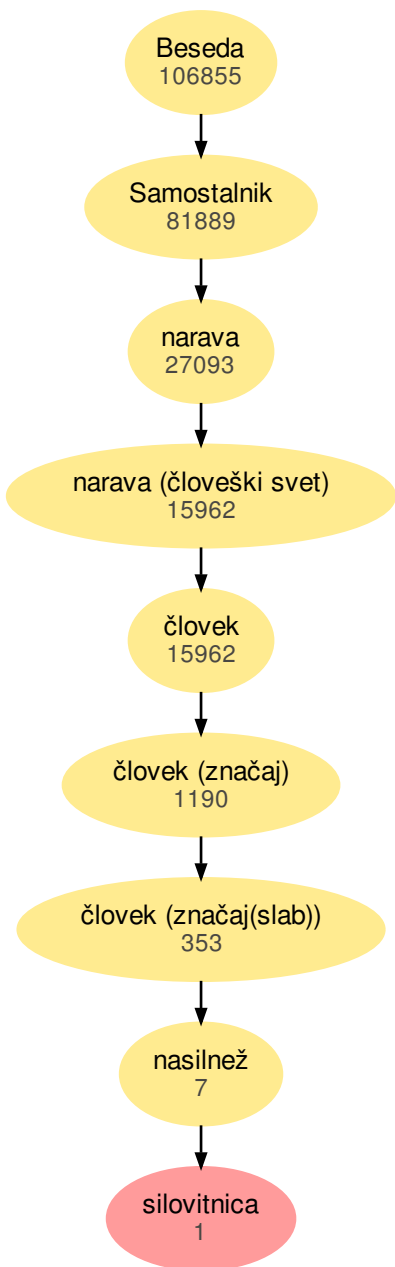 Beseda
106855
Samostalnik
81889
narava
27093
narava (človeški svet)
15962
človek
15962
človek (značaj)
1190
človek (značaj(slab))
353
nasilnež
7
silovitnica
1